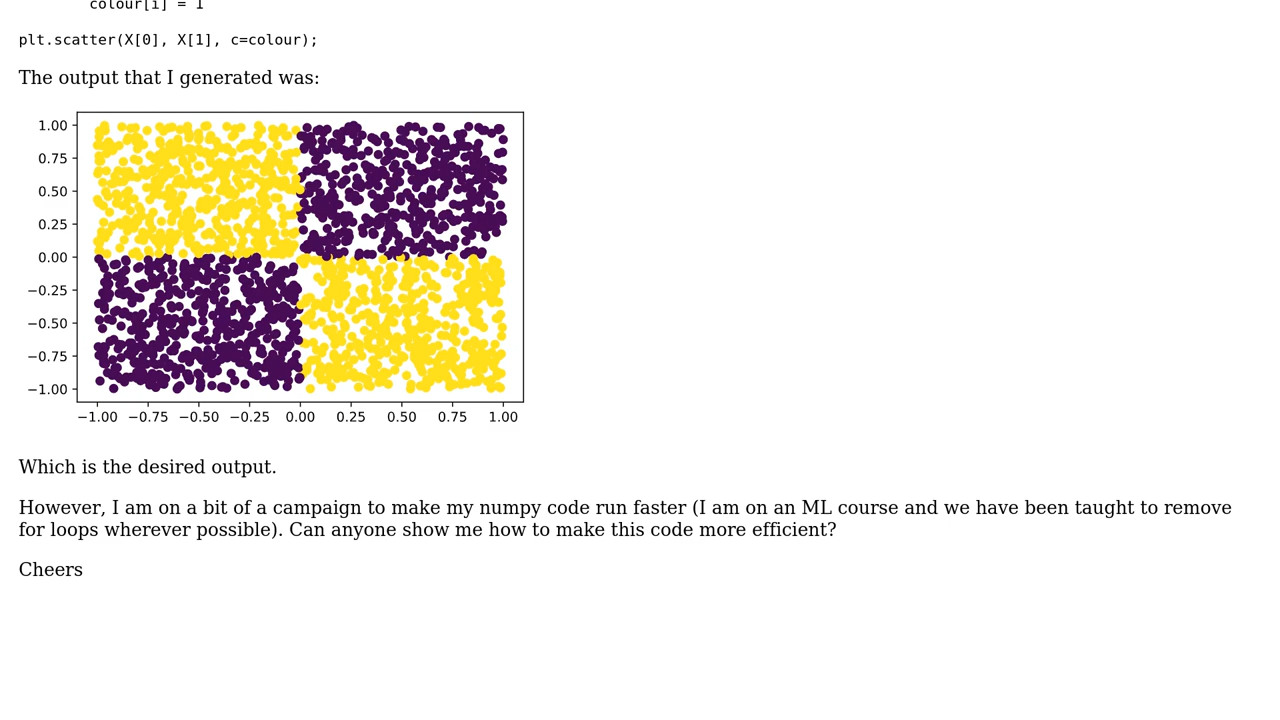 colour[i] = 1
plt.scatter(X[0], X[1], c=colour);
The output that I generated was:
1.00
0.75
0.50
0.25
0.00
−0.25
−0.50
−0.75
−1.00
−1.00 −0.75 −0.50 −0.25 0.00 0.25 0.50 0.75 1.00
Which is the desired output.
However, I am on a bit of a campaign to make my numpy code run faster (I am on an ML course and we have been taught to remove
for loops wherever possible). Can anyone show me how to make this code more efficient?
Cheers